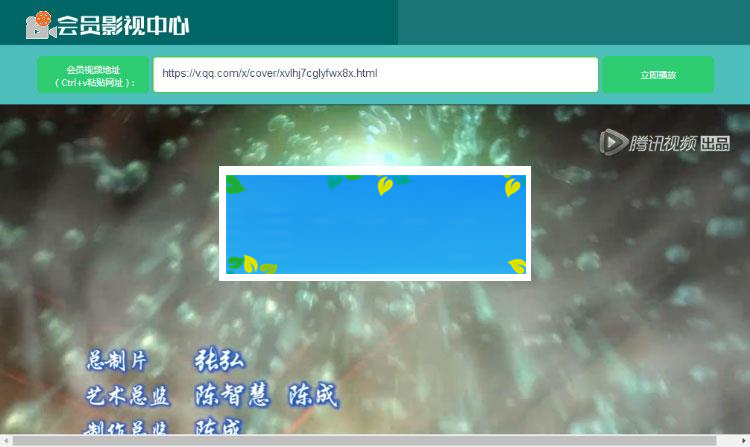 会员影视中心
会员视频地址
（Ctrl+v粘贴网址）:
https://v.qq.com/x/cover/xvlhj7cglyfwx8x.html
立即播放
腾讯视频 出品
总制片 张弘
艺术总监 陈智慧 陈成
制作总监 陈成